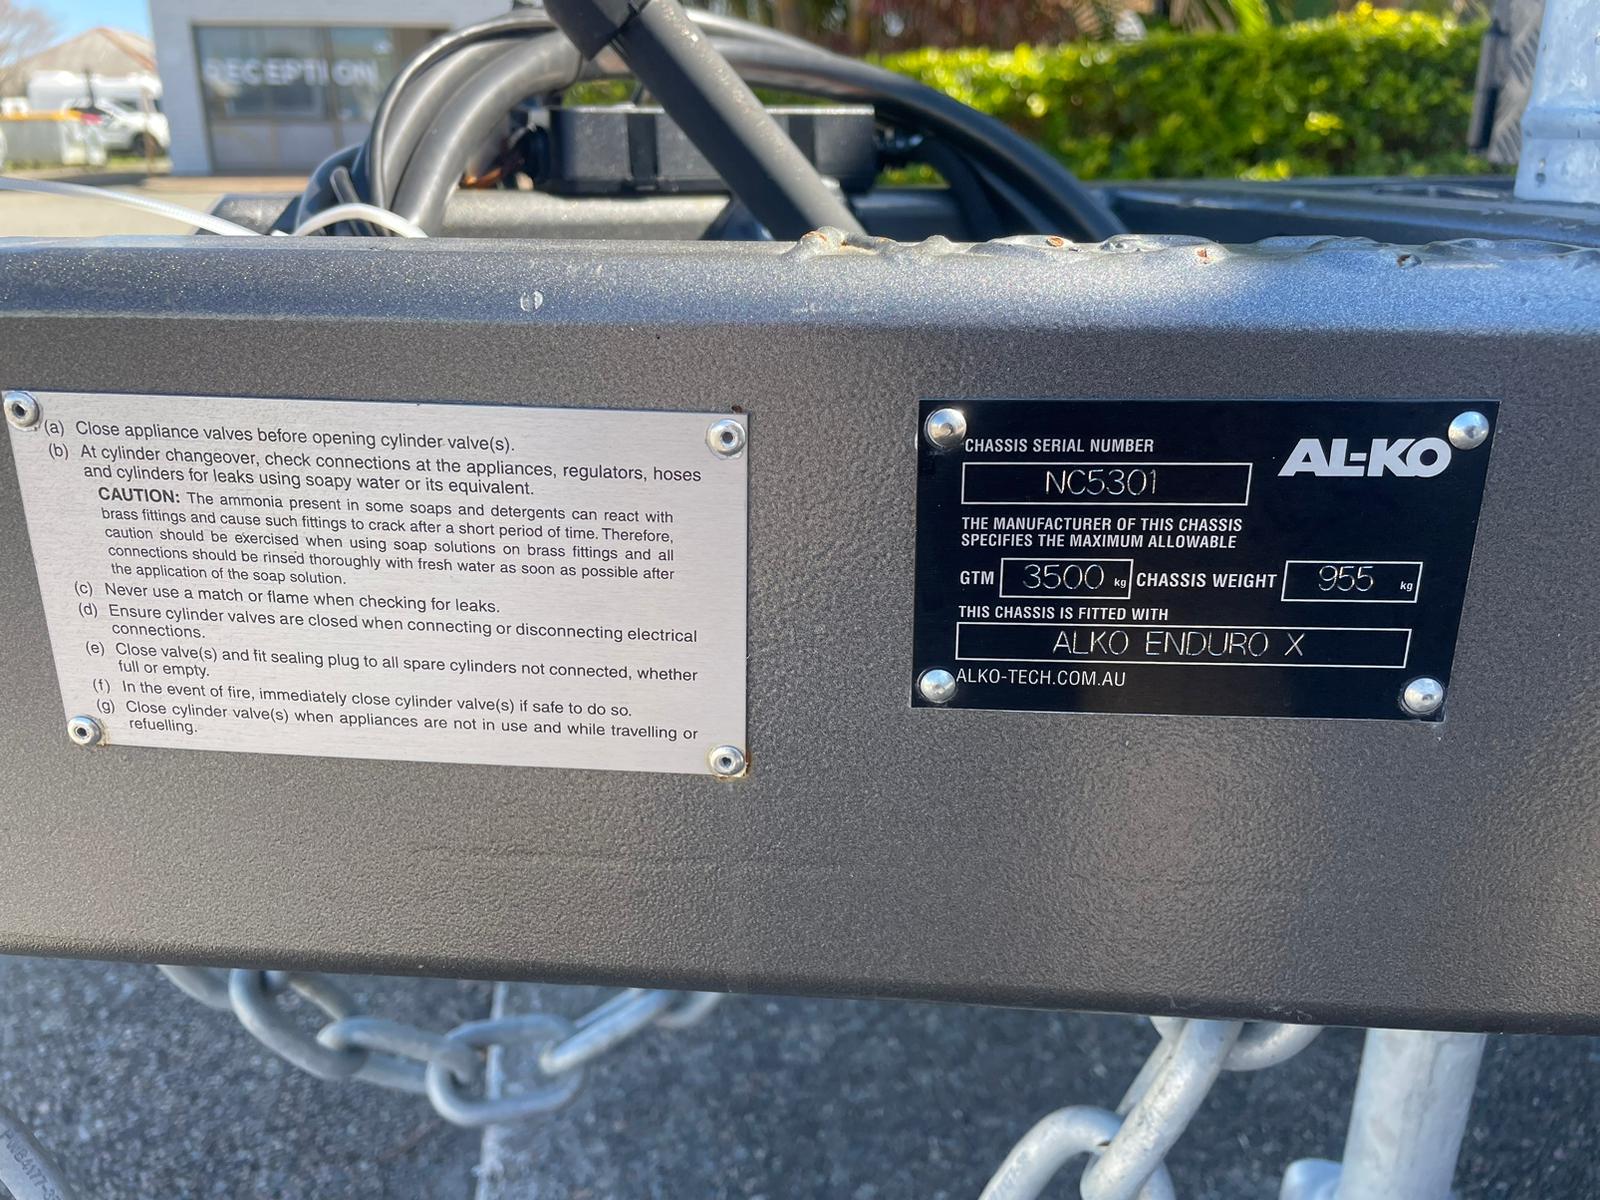 RECEPTION
(a) Close appliance valves before opening cylinder valve(s).
(b) At cylinder changeover, check connections at the appliances, regulators, hoses
and cylinders for leaks using soapy water or its equivalent.
CAUTION: The ammonia present in some soaps and detergents can react with
brass fittings and cause such fittings to crack after a short period of time. Therefore,
caution should be exercised when using soap solutions on brass fittings and all
connections should be rinsed thoroughly with fresh water as soon as possible after
the application of the soap solution.
(c) Never use a match or flame when checking for leaks.
(d) Ensure cylinder valves are closed when connecting or disconnecting electrical
connections.
(e) Close valve(s) and fit sealing plug to all spare cylinders not connected, whether
full or empty.
(f) In the event of fire, immediately close cylinder valve(s) if safe to do so.
(g) Close cylinder valve(s) when appliances are not in use and while travelling or
refuelling.
CHASSIS SERIAL NUMBER
AL-KO
NC5301
THE MANUFACTURER OF THIS CHASSIS
SPECIFIES THE MAXIMUM ALLOWABLE
GTM 3500 kg CHASSIS WEIGHT 955 kg
THIS CHASSIS IS FITTED WITH
ALKO ENDURO X
ALKO-TECH.COM.AU